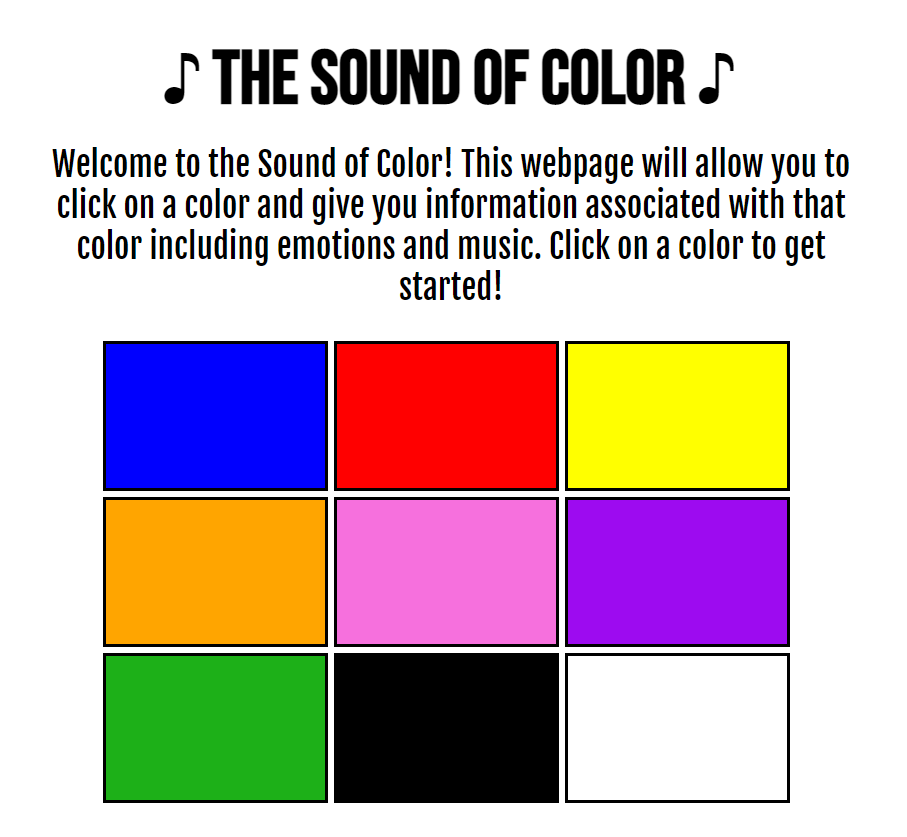 ♪ THE SOUND OF COLOR ♪
Welcome to the Sound of Color! This webpage will allow you to
click on a color and give you information associated with that
color including emotions and music. Click on a color to get
started!